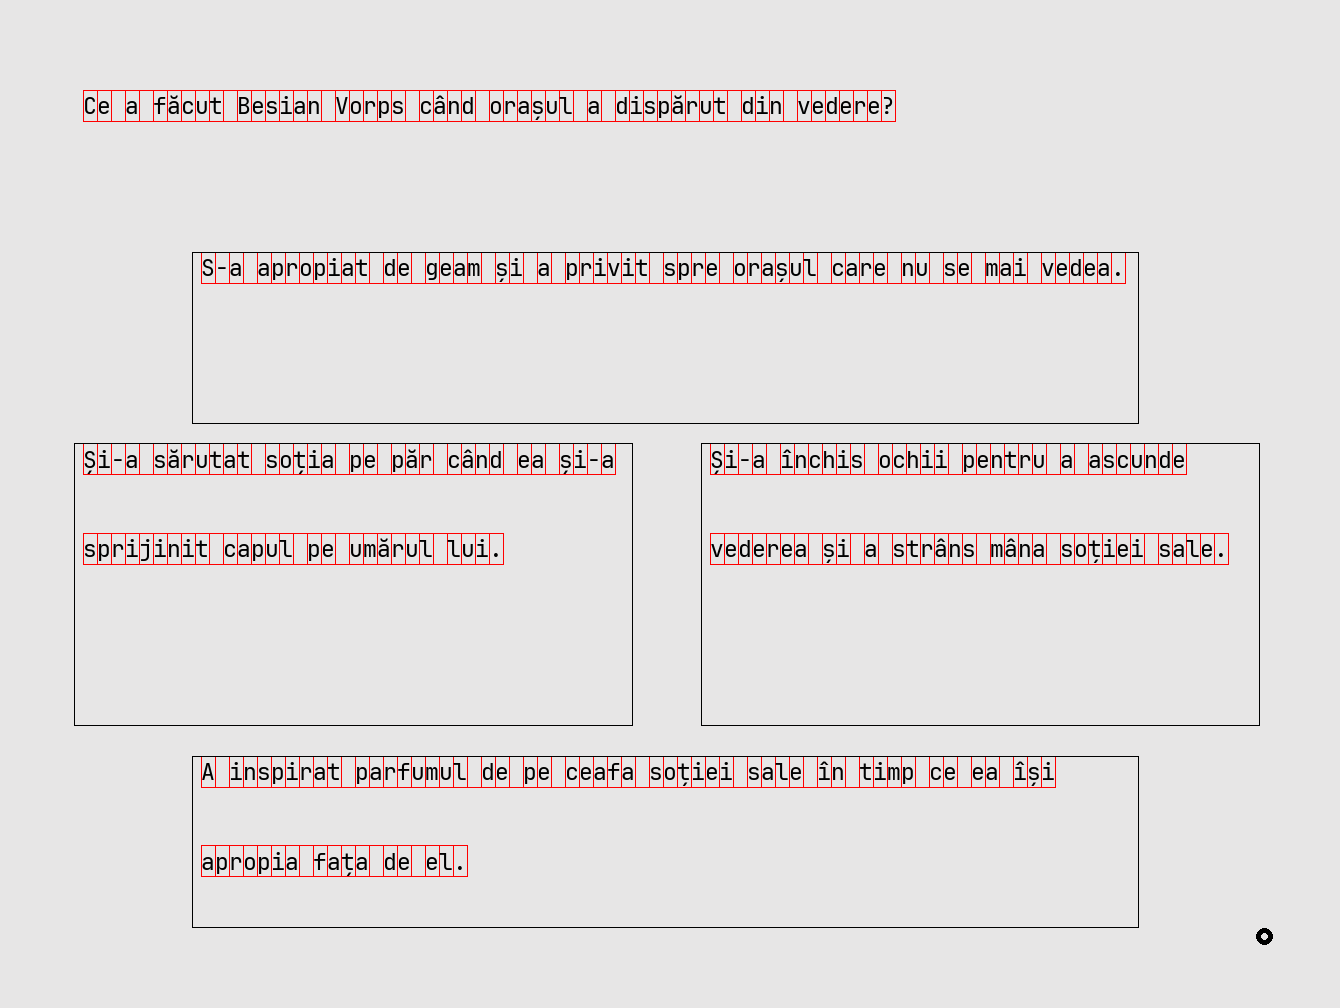 Ce a făcut Besian Vorps când orașul a dispărut din vedere?
S-a apropiat de geam și a privit spre orașul care nu se mai vedea.
Și-a sărutat soția pe păr când ea și-a
sprijinit capul pe umărul lui.
Și-a închis ochii pentru a ascunde
vederea și a strâns mâna soției sale.
A inspirat parfumul de pe ceafa soției sale în timp ce ea își
apropia fața de el.